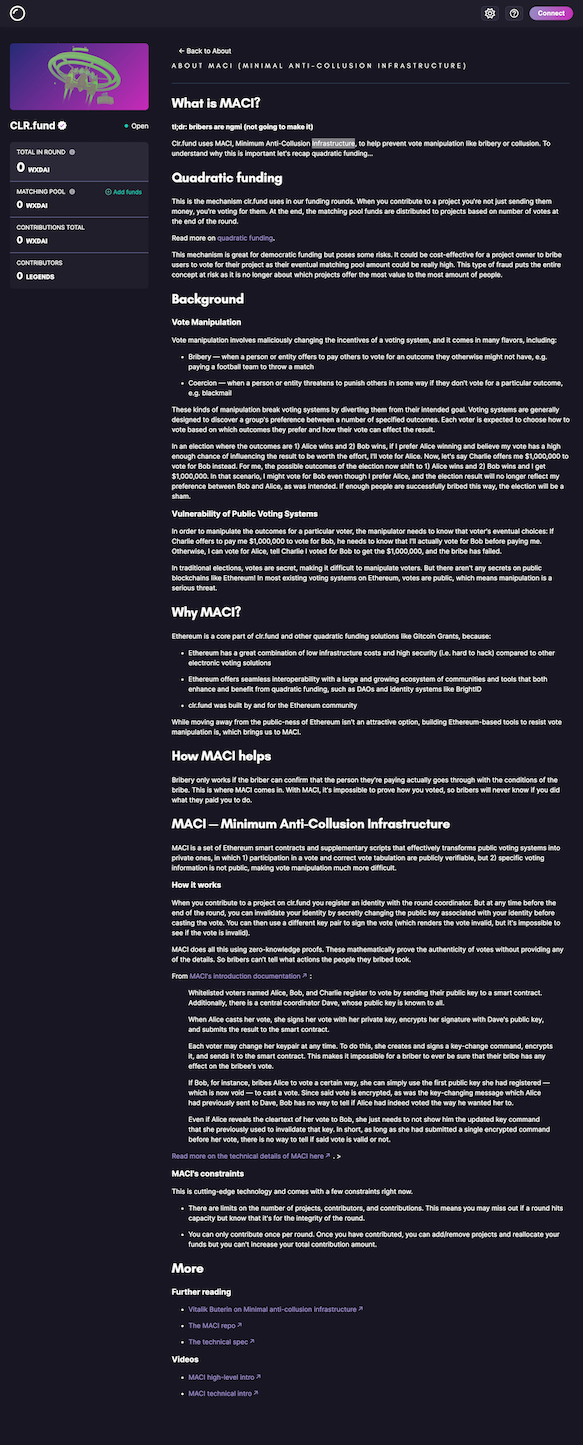 Connect
← Back to About
ABOUT MACI (MINIMAL ANTI-COLLUSION INFRASTRUCTURE)
CLR.fund
Open
TOTAL IN ROUND
0 WXDAI
MATCHING POOL
Add funds
0 WXDAI
CONTRIBUTIONS TOTAL
0 WXDAI
CONTRIBUTORS
0 LEGENDS
What is MACI?
tl;dr: bribers are ngmi (not going to make it)
Clr.fund uses MACI, Minimum Anti-Collusion Infrastructure, to help prevent vote manipulation like bribery or collusion. To
understand why this is important let's recap quadratic funding...
Quadratic funding
This is the mechanism clr.fund uses in our funding rounds. When you contribute to a project you're not just sending them
money, you're voting for them. At the end, the matching pool funds are distributed to projects based on number of votes at
the end of the round.
Read more on quadratic funding.
This mechanism is great for democratic funding but poses some risks. It could be cost-effective for a project owner to bribe
users to vote for their project as their eventual matching pool amount could be really high. This type of fraud puts the entire
concept at risk as it is no longer about which projects offer the most value to the most amount of people.
Background
Vote Manipulation
Vote manipulation involves maliciously changing the incentives of a voting system, and it comes in many flavors, including:
• Bribery — when a person or entity offers to pay others to vote for an outcome they otherwise might not have, e.g.
paying a football team to throw a match
• Coercion — when a person or entity threatens to punish others in some way if they don't vote for a particular outcome,
e.g. blackmail
These kinds of manipulation break voting systems by diverting them from their intended goal. Voting systems are generally
designed to discover a group's preference between a number of specified outcomes. Each voter is expected to choose how to
vote based on which outcomes they prefer and how their vote can effect the result.
In an election where the outcomes are 1) Alice wins and 2) Bob wins, if I prefer Alice winning and believe my vote has a high
enough chance of influencing the result to be worth the effort, I'll vote for Alice. Now, let's say Charlie offers me $1,000,000 to
vote for Bob instead. For me, the possible outcomes of the election now shift to 1) Alice wins and 2) Bob wins and I get
$1,000,000. In that scenario, I might vote for Bob even though I prefer Alice, and the election result will no longer reflect my
preference between Bob and Alice, as was intended. If enough people are successfully bribed this way, the election will be a
sham.
Vulnerability of Public Voting Systems
In order to manipulate the outcomes for a particular voter, the manipulator needs to know that voter's eventual choices: If
Charlie offers to pay me $1,000,000 to vote for Bob, he needs to know that I'll actually vote for Bob before paying me.
Otherwise, I can vote for Alice, tell Charlie I voted for Bob to get the $1,000,000, and the bribe has failed.
In traditional elections, votes are secret, making it difficult to manipulate voters. But there aren't any secrets on public
blockchains like Ethereum! In most existing voting systems on Ethereum, votes are public, which means manipulation is a
serious threat.
Why MACI?
Ethereum is a core part of clr.fund and other quadratic funding solutions like Gitcoin Grants, because:
• Ethereum has a great combination of low infrastructure costs and high security (i.e. hard to hack) compared to other
electronic voting solutions
• Ethereum offers seamless interoperability with a large and growing ecosystem of communities and tools that both
enhance and benefit from quadratic funding, such as DAOs and identity systems like BrightID
• clr.fund was built by and for the Ethereum community
While moving away from the public-ness of Ethereum isn't an attractive option, building Ethereum-based tools to resist vote
manipulation is, which brings us to MACI.
How MACI helps
Bribery only works if the briber can confirm that the person they're paying actually goes through with the conditions of the
bribe. This is where MACI comes in. With MACI, it's impossible to prove how you voted, so bribers will never know if you did
what they paid you to do.
MACI — Minimum Anti-Collusion Infrastructure
MACI is a set of Ethereum smart contracts and supplementary scripts that effectively transforms public voting systems into
private ones, in which 1) participation in a vote and correct vote tabulation are publicly verifiable, but 2) specific voting
information is not public, making vote manipulation much more difficult.
How it works
When you contribute to a project on clr.fund you register an identity with the round coordinator. But at any time before the
end of the round, you can invalidate your identity by secretly changing the public key associated with your identity before
casting the vote. You can then use a different key pair to sign the vote (which renders the vote invalid, but it's impossible to
see if the vote is invalid).
MACI does all this using zero-knowledge proofs. These mathematically prove the authenticity of votes without providing any
of the details. So bribers can't tell what actions the people they bribed took.
From MACI's introduction documentation ↗ :
Whitelisted voters named Alice, Bob, and Charlie register to vote by sending their public key to a smart contract.
Additionally, there is a central coordinator Dave, whose public key is known to all.
When Alice casts her vote, she signs her vote with her private key, encrypts her signature with Dave's public key,
and submits the result to the smart contract.
Each voter may change her keypair at any time. To do this, she creates and signs a key-change command, encrypts
it, and sends it to the smart contract. This makes it impossible for a briber to ever be sure that their bribe has any
effect on the bribee's vote.
If Bob, for instance, bribes Alice to vote a certain way, she can simply use the first public key she had registered —
which is now void — to cast a vote. Since said vote is encrypted, as was the key-changing message which Alice
had previously sent to Dave, Bob has no way to tell if Alice had indeed voted the way he wanted her to.
Even if Alice reveals the cleartext of her vote to Bob, she just needs to not show him the updated key command
that she previously used to invalidate that key. In short, as long as she had submitted a single encrypted command
before her vote, there is no way to tell if said vote is valid or not.
Read more on the technical details of MACI here ↗ . >
MACI's constraints
This is cutting-edge technology and comes with a few constraints right now.
• There are limits on the number of projects, contributors, and contributions. This means you may miss out if a round hits
capacity but know that it's for the integrity of the round.
• You can only contribute once per round. Once you have contributed, you can add/remove projects and reallocate your
funds but you can't increase your total contribution amount.
More
Further reading
• Vitalik Buterin on Minimal anti-collusion infrastructure ↗
• The MACI repo ↗
• The technical spec ↗
Videos
• MACI high-level intro ↗
• MACI technical intro ↗